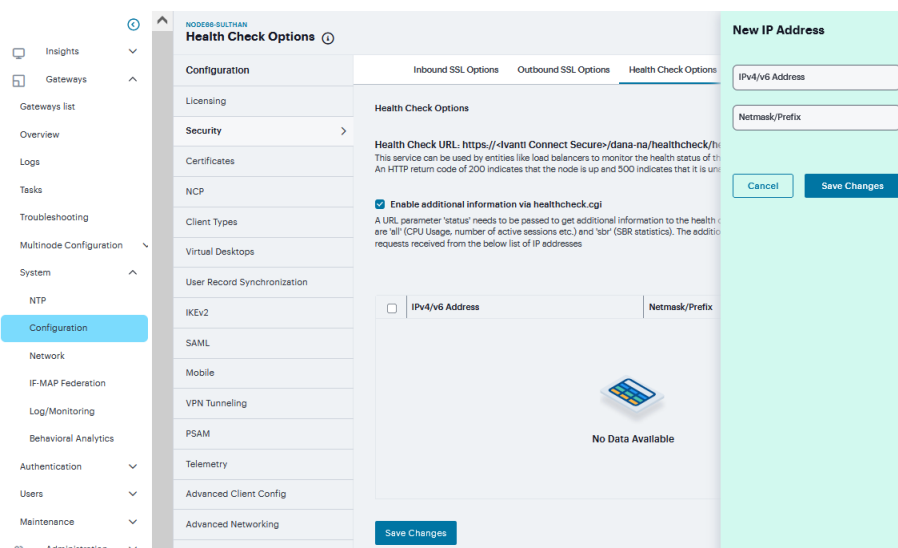 Insights
Gateways
Gateways list
Overview
Logs
Tasks
Troubleshooting
Multinode Configuration
System
NTP
Configuration
Network
IF-MAP Federation
Log/Monitoring
Behavioral Analytics
Authentication
Users
Maintenance
Administration
NODE66-SULTHAN
Health Check Options
Configuration
Licensing
Security
Certificates
NCP
Client Types
Virtual Desktops
User Record Synchronization
IKEv2
SAML
Mobile
VPN Tunneling
PSAM
Telemetry
Advanced Client Config
Advanced Networking
Inbound SSL Options Outbound SSL Options Health Check Options
Health Check Options
Health Check URL: https://<Ivanti Connect Secure>/dana-na/healthcheck/
This service can be used by entities like load balancers to monitor the health status of
An HTTP return code of 200 indicates that the node is up and 500 indicates that it is
Enable additional information via healthcheck.cgi
A URL parameter 'status' needs to be passed to get additional information to the health
are 'all' (CPU Usage, number of active sessions etc.) and 'sbr' (SBR statistics). The
requests received from the below list of IP addresses
IPv4/v6 Address Netmask/Prefix
No Data Available
Save Changes
New IP Address
IPv4/v6 Address
Netmask/Prefix
Cancel Save Changes